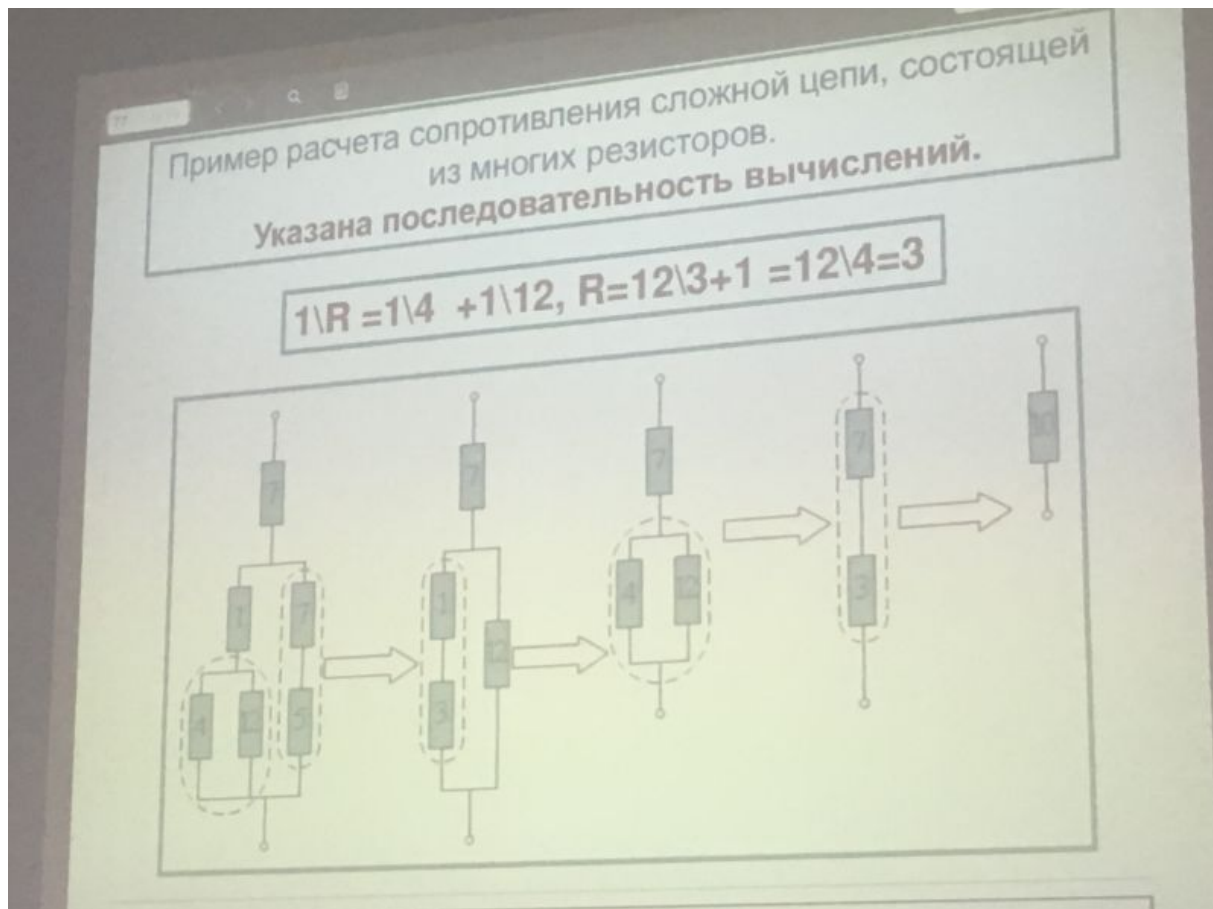 77
Пример расчета сопротивления сложной цепи, состоящей
из многих резисторов.
Указана последовательность вычислений.
1\R =1\4 +1\12, R=12\3+1 =12\4=3
7
1 7
4 12 5
7
1 12
3
7
4 12
7
3
10